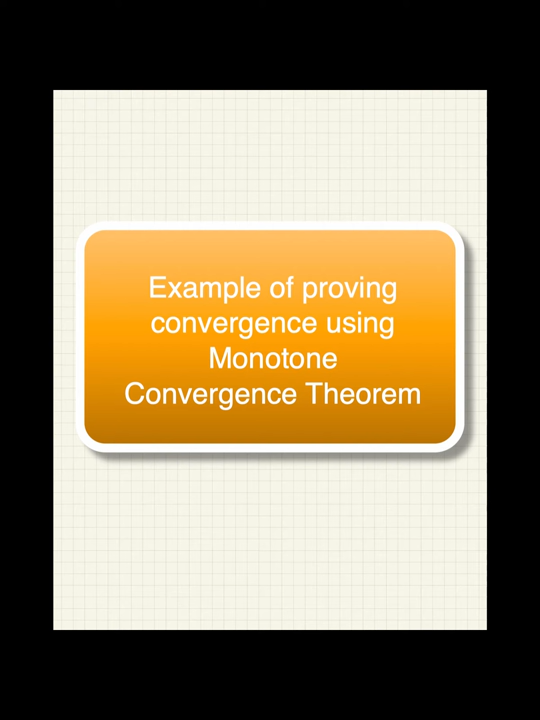 Example of proving
convergence using
Monotone
Convergence Theorem